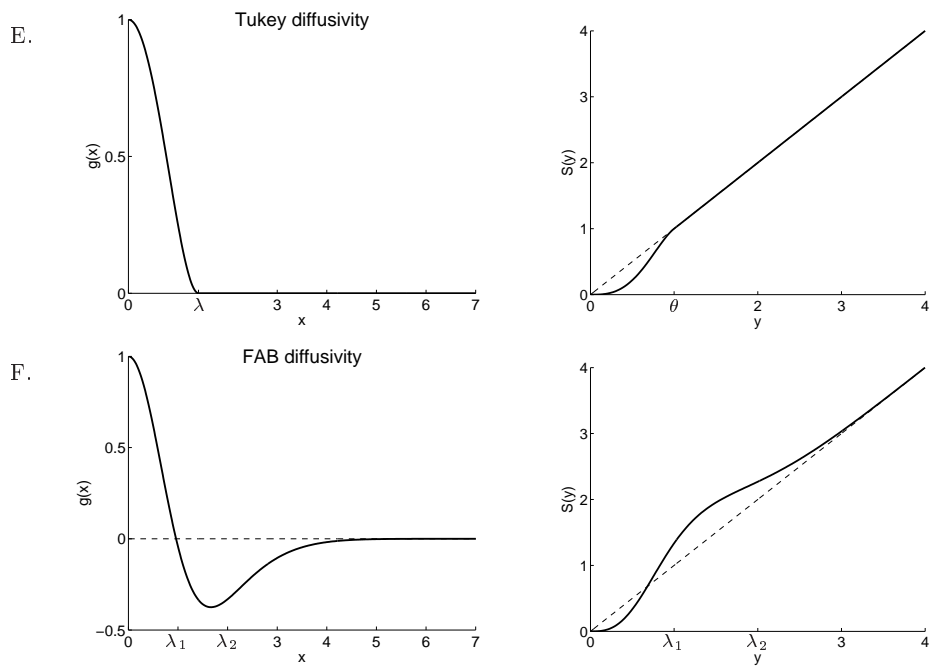 E.
Tukey diffusivity
1
0.5
0
g(x)
0 λ 2 3 4 5 6 7
x
4
3
2
1
0
S(y)
0 θ 2 3 4
y
F.
FAB diffusivity
1
0.5
0
−0.5
g(x)
0 λ1 λ2 3 4 5 6 7
x
4
3
2
1
0
S(y)
0 λ1 λ2 3 4
y